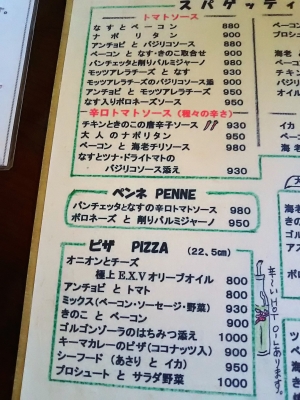 スパゲッティ
トマトソース
なすとベーコン 880
ナポリタン 900
アンチョビ と バジリコソース 880
ベーコン と なす・きのこ取合せ 900
パンチェッタと削りパルミジャーノ 980
モッツアレラチーズ と なす 930
モッツアレラチーズのバジリコソース添 900
アンチョビ と モッツアレラチーズ 950
なす入りボロネーズソース 950
辛口トマトソース (種々の辛さ)
チキンときのこの唐辛子ソース 930
大人のナポリタン 950
ベーコン と 海老チリソース 980
なすとツナ・ドライトマトの
バジリコソース添え 930
ペンネ PENNE
パンチェッタとなすの辛口トマトソース 980
ボロネーズ と 削りパルミジャーノ 950
ピザ PIZZA (22,5cm)
オニオンとチーズ
極上E.X.Vオリーブオイル 800
アンチョビ と トマト 800
ミックス(ベーコン・ソーセージ・野菜) 930
きのこ と ベーコン 900
ゴルゴンゾーラのはちみつ添え 1000
キーマカレーのピザ(ココナッツ入) 900
シーフード (あさり と イカ) 950
プロシュート と サラダ野菜 1000
辛〜い HOT OILあります。